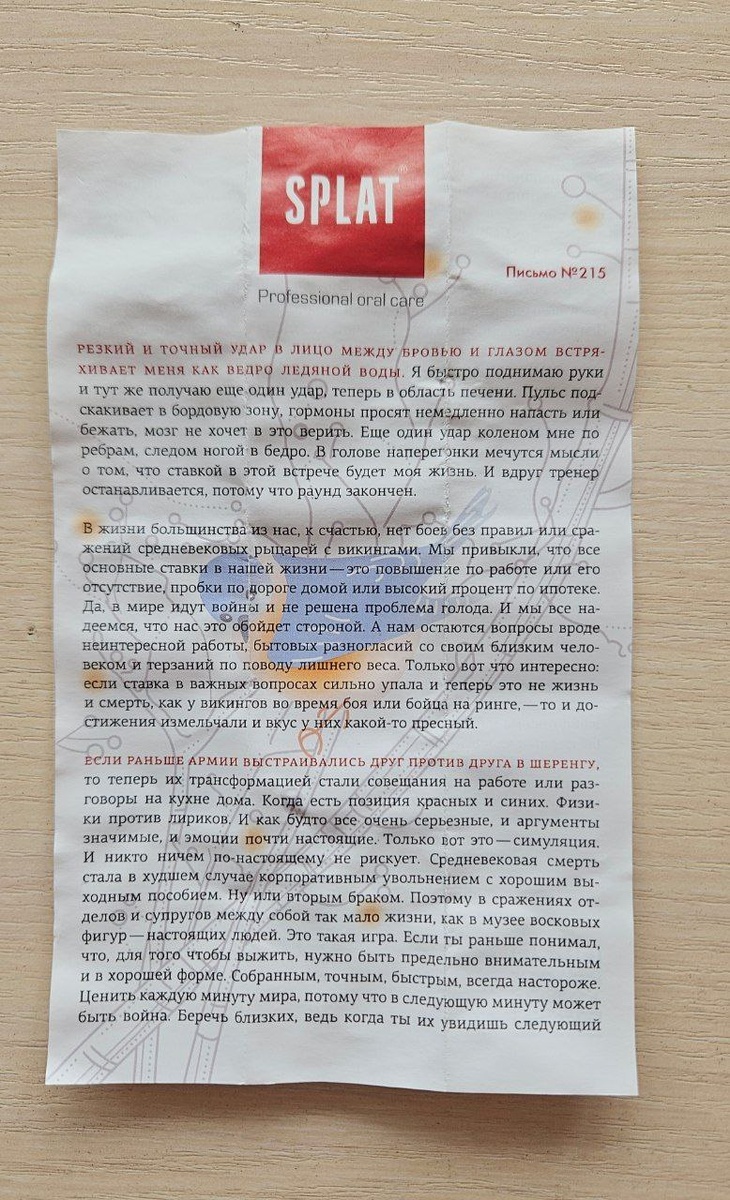 SPLAT®
Письмо №215
Professional oral care
РЕЗКИЙ И ТОЧНЫЙ УДАР В ЛИЦО МЕЖДУ БРОВЬЮ И ГЛАЗОМ ВСТРЯ-
ХИВАЕТ МЕНЯ КАК ВЕДРО ЛЕДЯНОЙ ВОДЫ. Я быстро поднимаю руки
и тут же получаю еще один удар, теперь в область печени. Пульс под-
скакивает в бордовую зону, гормоны просят немедленно напасть или
бежать, мозг не хочет в это верить. Еще один удар коленом мне по
ребрам, следом ногой в бедро. В голове наперегонки мечутся мысли
о том, что ставкой в этой встрече будет моя жизнь. И вдруг тренер
останавливается, потому что раунд закончен.
В жизни большинства из нас, к счастью, нет боев без правил или сра-
жений средневековых рыцарей с викингами. Мы привыкли, что все
основные ставки в нашей жизни — это повышение по работе или его
отсутствие, пробки по дороге домой или высокий процент по ипотеке.
Да, в мире идут войны и не решена проблема голода. И мы все на-
деемся, что нас это обойдет стороной. А нам остаются вопросы вроде
неинтересной работы, бытовых разногласий со своим близким чело-
веком и терзаний по поводу лишнего веса. Только вот что интересно:
если ставка в важных вопросах сильно упала и теперь это не жизнь
и смерть, как у викингов во время боя или бойца на ринге, — то и до-
стижения измельчали и вкус у них какой-то пресный.
ЕСЛИ РАНЬШЕ АРМИИ ВЫСТРАИВАЛИСЬ ДРУГ ПРОТИВ ДРУГА В ШЕРЕНГУ,
то теперь их трансформацией стали совещания на работе или раз-
говоры на кухне дома. Когда есть позиция красных и синих. Физи-
ки против лириков. И как будто все очень серьезные, и аргументы
значимые, и эмоции почти настоящие. Только вот это — симуляция.
И никто ничем по-настоящему не рискует. Средневековая смерть
стала в худшем случае корпоративным увольнением с хорошим вы-
ходным пособием. Ну или вторым браком. Поэтому в сражениях от-
делов и супругов между собой так мало жизни, как в музее восковых
фигур — настоящих людей. Это такая игра. Если ты раньше понимал,
что, для того чтобы выжить, нужно быть предельно внимательным
и в хорошей форме. Собранным, точным, быстрым, всегда настороже.
Ценить каждую минуту мира, потому что в следующую минуту может
быть война. Беречь близких, ведь когда ты их увидишь следующий